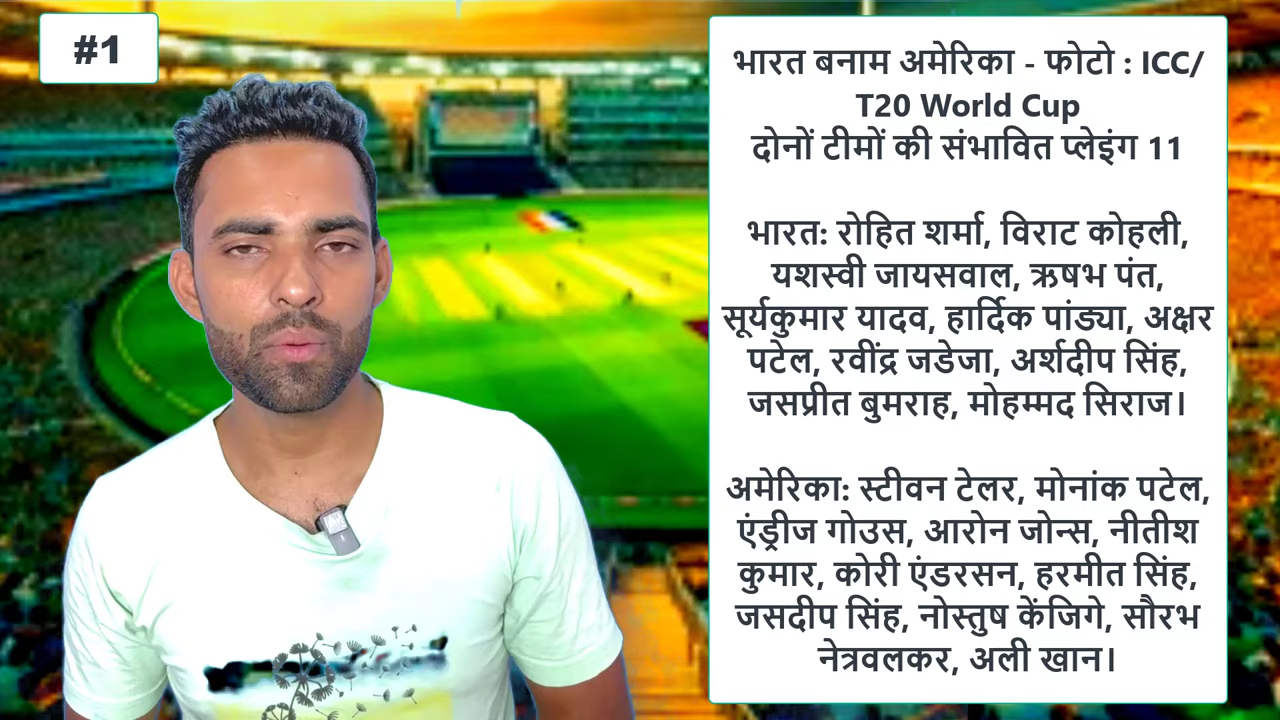 #1
भारत बनाम अमेरिका - फोटो : ICC/
T20 World Cup
दोनों टीमों की संभावित प्लेइंग 11
भारत: रोहित शर्मा, विराट कोहली,
यशस्वी जायसवाल, ऋषभ पंत,
सूर्यकुमार यादव, हार्दिक पांड्या, अक्षर
पटेल, रवींद्र जडेजा, अर्शदीप सिंह,
जसप्रीत बुमराह, मोहम्मद सिराज।
अमेरिका: स्टीवन टेलर, मोनांक पटेल,
एंड्रीज गोउस, आरोन जोन्स, नीतीश
कुमार, कोरी एंडरसन, हरमीत सिंह,
जसदीप सिंह, नोस्तुष केंजिगे, सौरभ
नेत्रवलकर, अली खान।